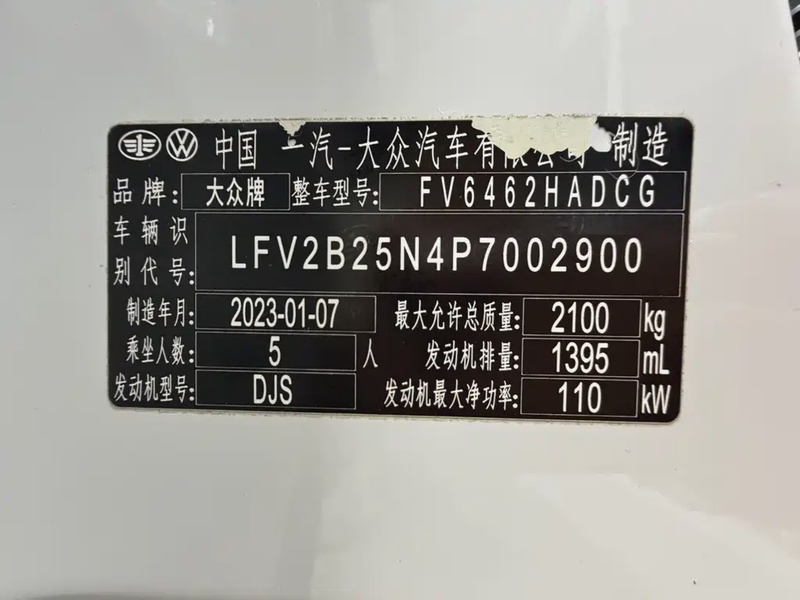 中国 一汽-大众汽车有限公司 制造
品牌: 大众牌 整车型号: FV6462HADCG
车辆识别代号: LFV2B25N4P7002900
制造年月: 2023-01-07 最大允许总质量: 2100 kg
乘坐人数: 5 人 发动机排量: 1395 mL
发动机型号: DJS 发动机最大净功率: 110 kW